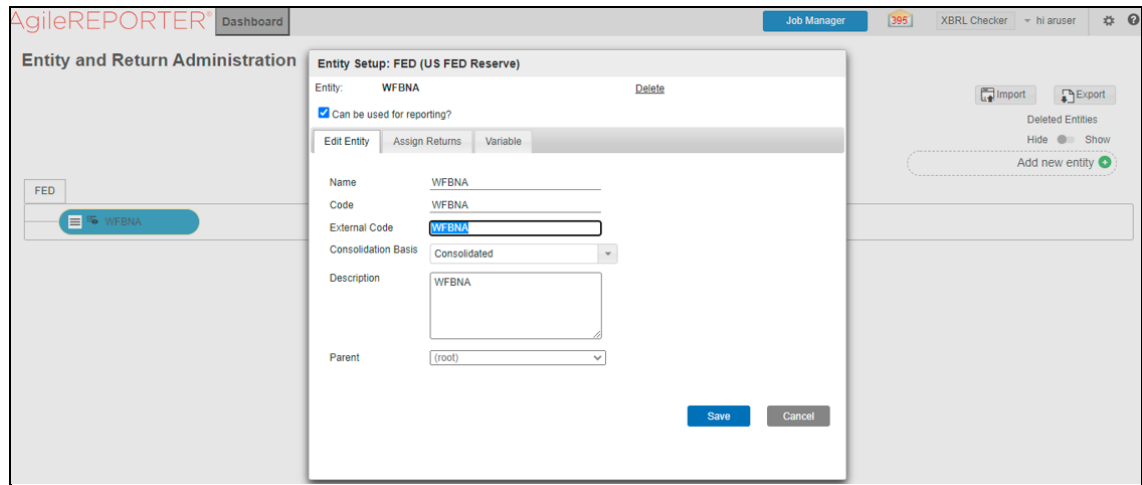 AgileREPORTER® Dashboard Job Manager 395 XBRL Checker hi aruser
Entity and Return Administration
Entity Setup: FED (US FED Reserve)
Entity: WFBNA Delete
Can be used for reporting?
Import Export
Deleted Entities
Hide Show
Add new entity
Edit Entity Assign Returns Variable
Name WFBNA
Code WFBNA
External Code WFBNA
Consolidation Basis Consolidated
Description WFBNA
Parent (root)
FED
WFBNA
Save Cancel